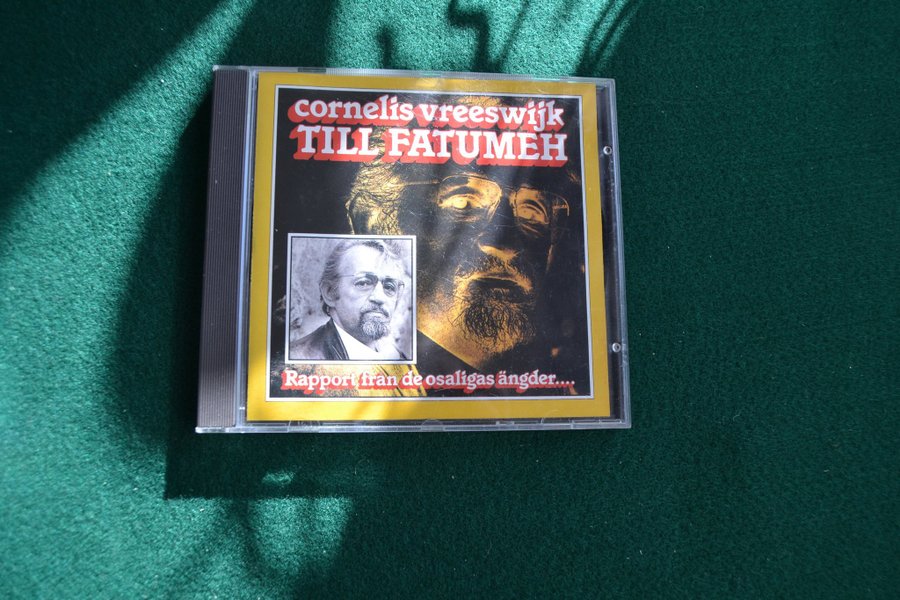 cornelis vreeswijk
TILL FATUMEH
Rapport från de osaligas ängder....